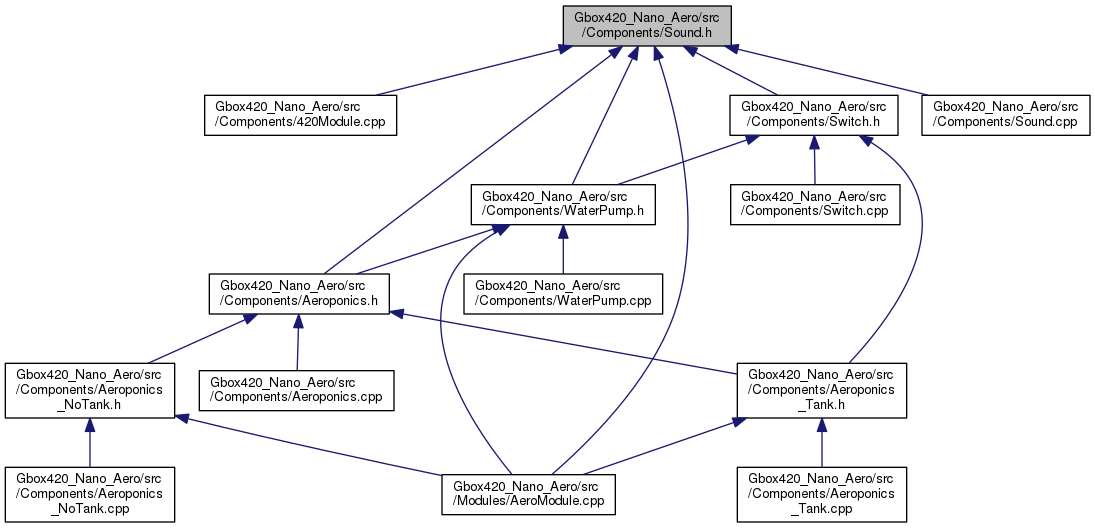 Gbox420_Nano_Aero/src
/Components/Sound.h
Gbox420_Nano_Aero/src
/Components/420Module.cpp
Gbox420_Nano_Aero/src
/Components/Switch.h
Gbox420_Nano_Aero/src
/Components/Sound.cpp
Gbox420_Nano_Aero/src
/Components/WaterPump.h
Gbox420_Nano_Aero/src
/Components/Switch.cpp
Gbox420_Nano_Aero/src
/Components/Aeroponics.h
Gbox420_Nano_Aero/src
/Components/WaterPump.cpp
Gbox420_Nano_Aero/src
/Components/Aeroponics
_NoTank.h
Gbox420_Nano_Aero/src
/Components/Aeroponics.cpp
Gbox420_Nano_Aero/src
/Components/Aeroponics
_Tank.h
Gbox420_Nano_Aero/src
/Components/Aeroponics
_NoTank.cpp
Gbox420_Nano_Aero/src
/Modules/AeroModule.cpp
Gbox420_Nano_Aero/src
/Components/Aeroponics
_Tank.cpp